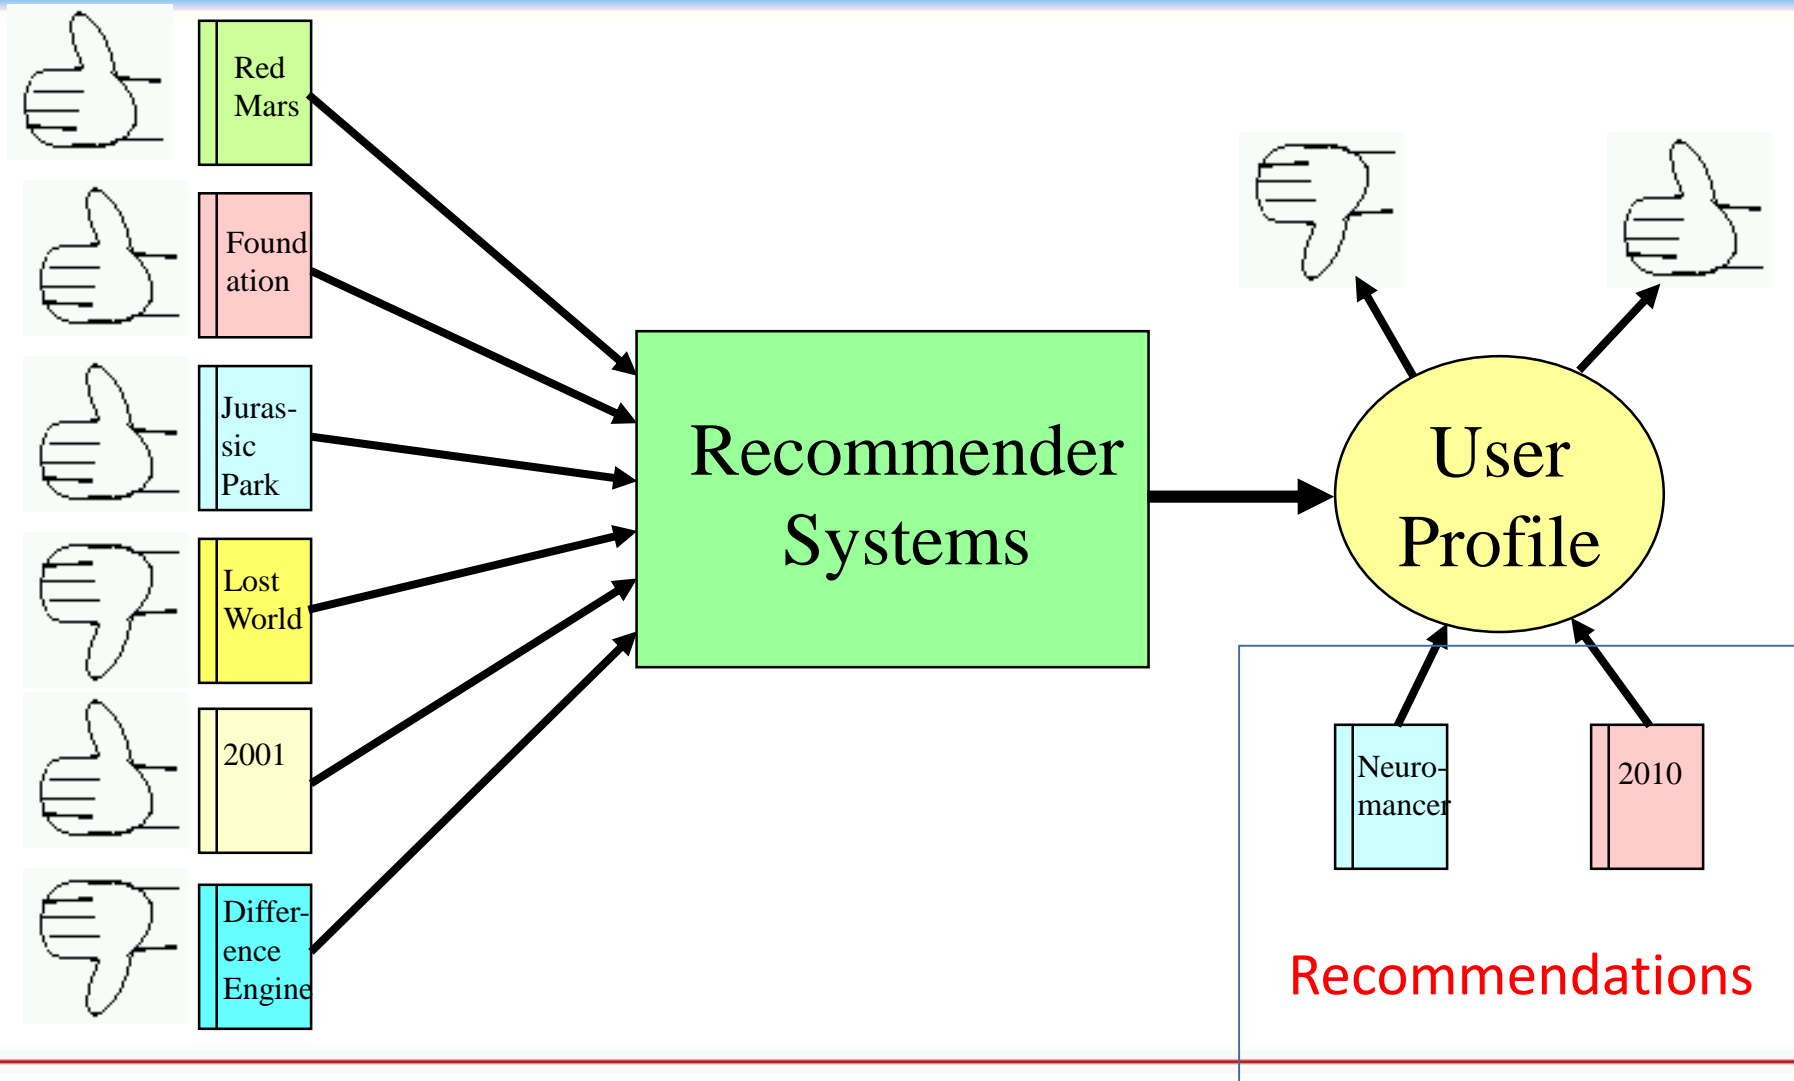 Red
Mars
Found
ation
Juras-
sic
Park
Lost
World
2001
Differ-
ence
Engine
Recommender
Systems
User
Profile
Neuro-
mancer
2010
Recommendations